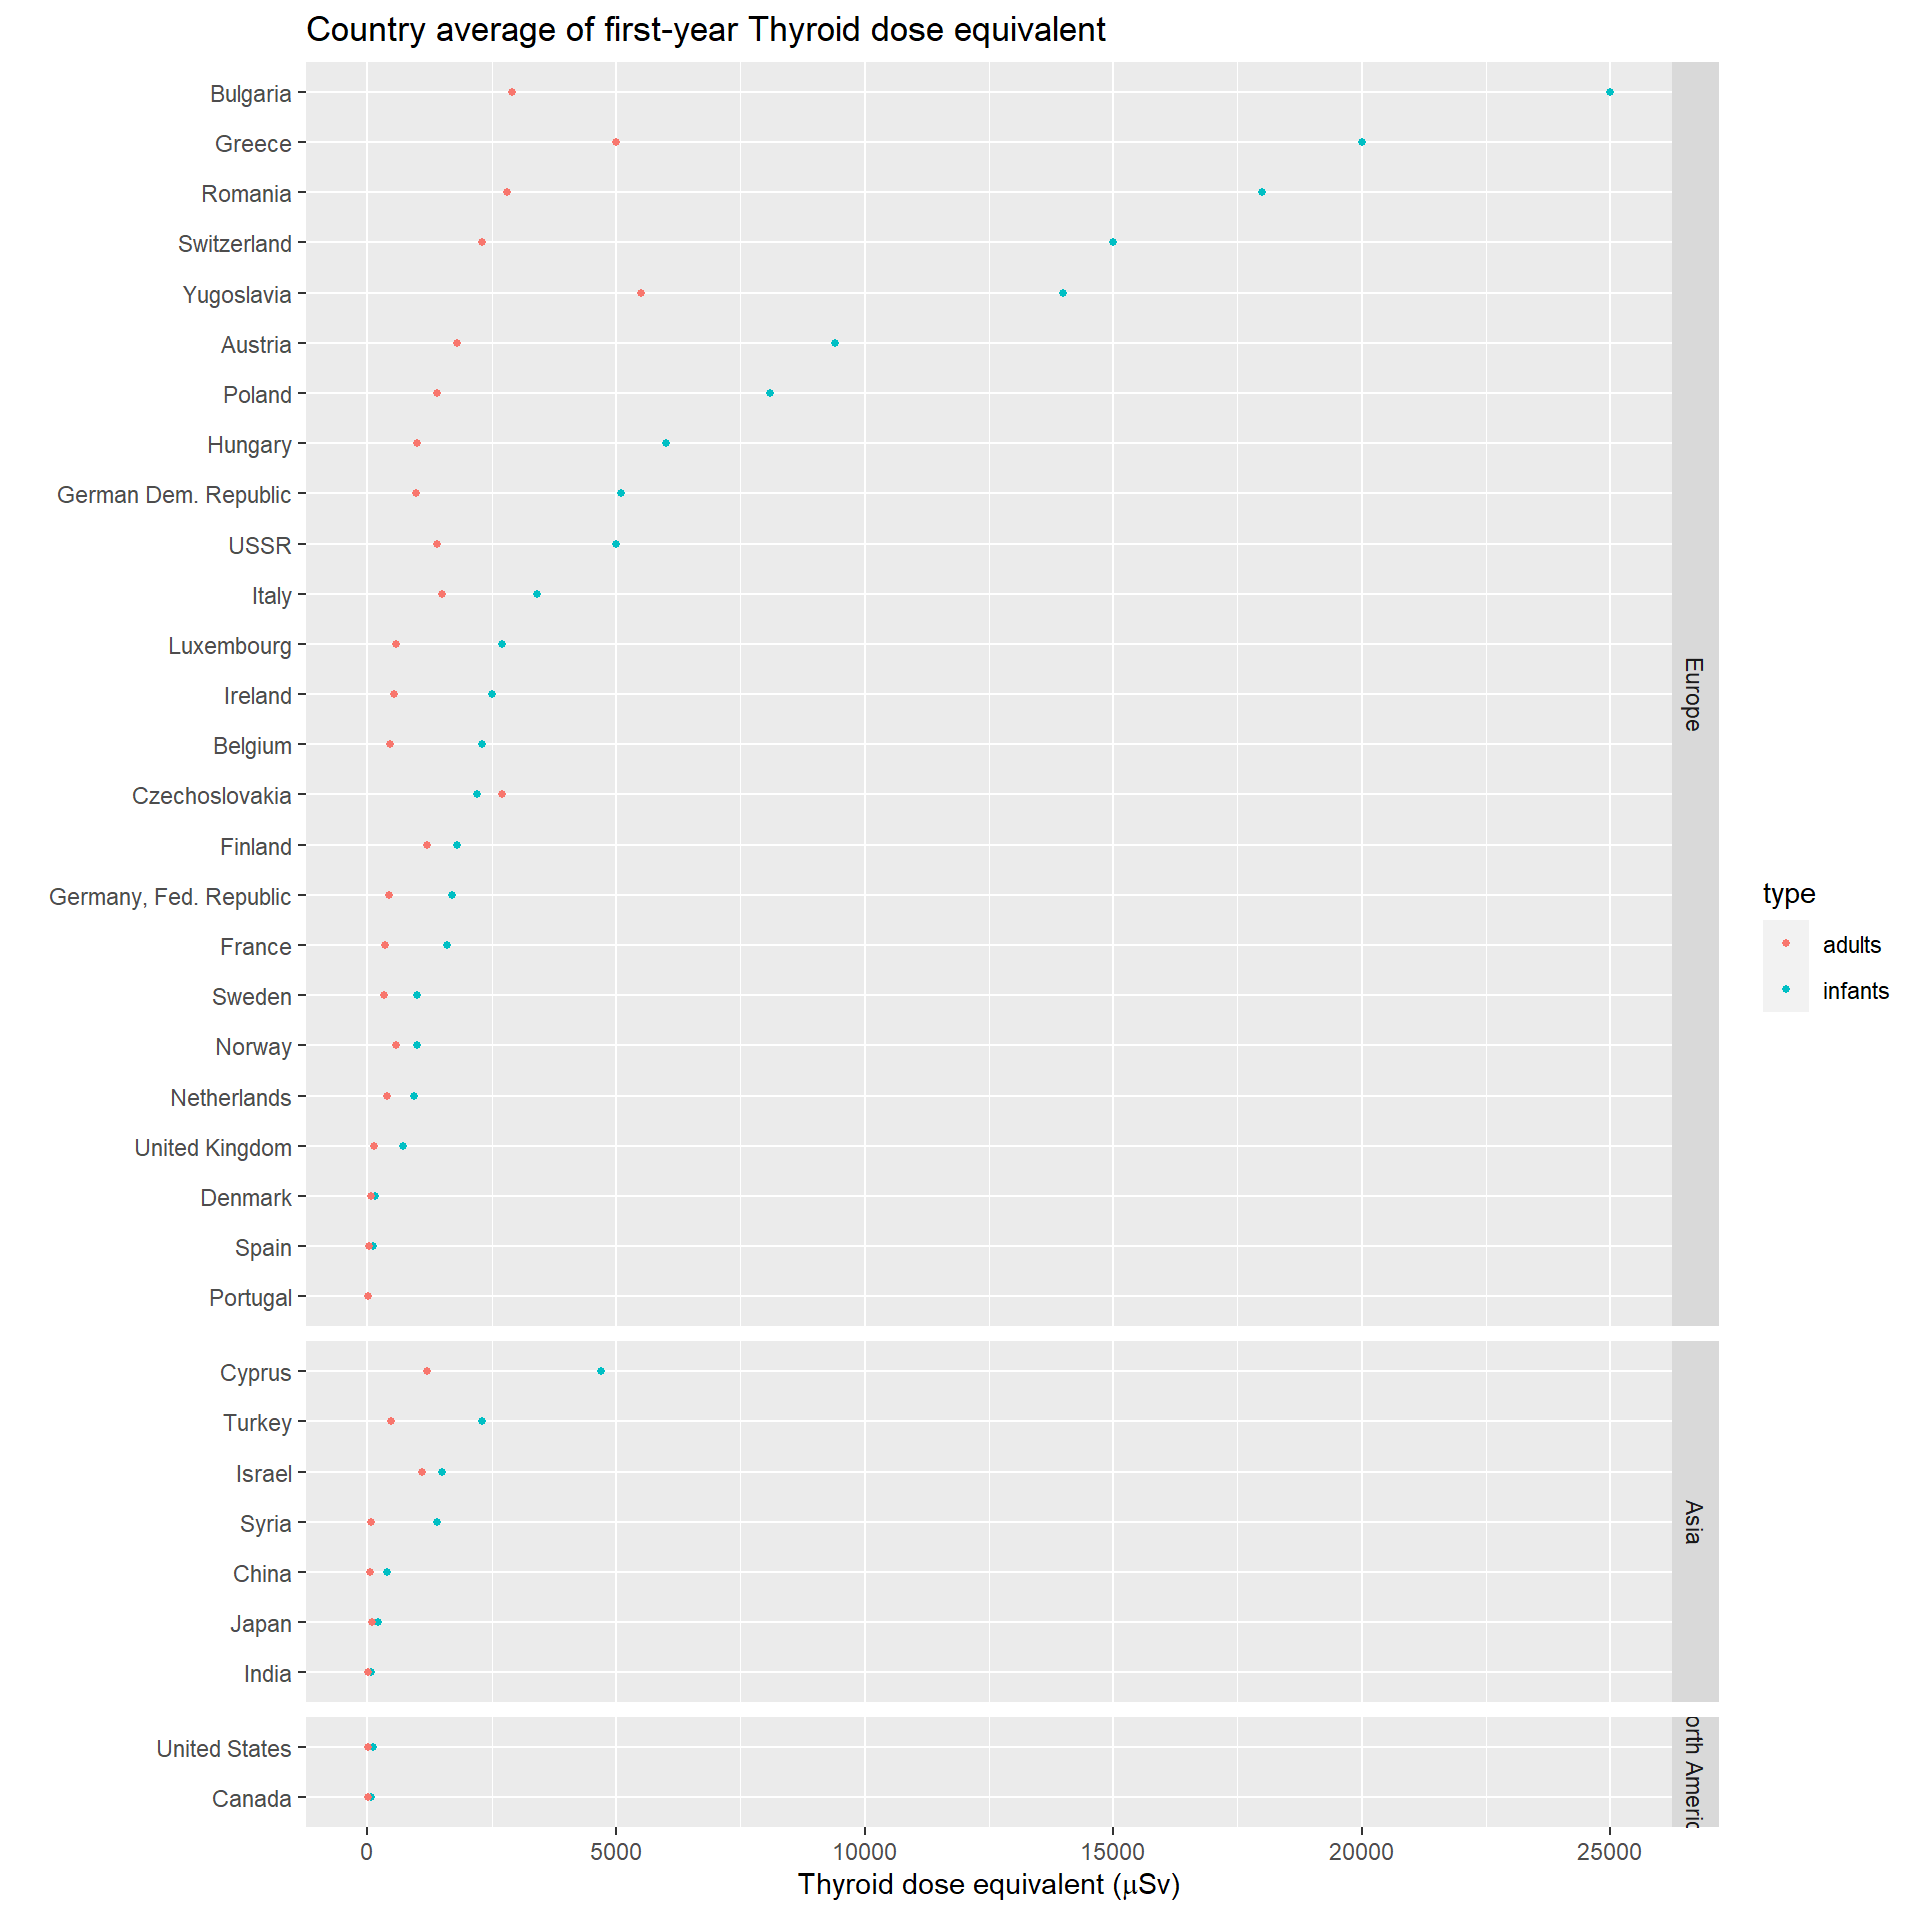 Country average of first-year Thyroid dose equivalent
Bulgaria
Greece
Romania
Switzerland
Yugoslavia
Austria
Poland
Hungary
German Dem. Republic
USSR
Italy
Luxembourg
Ireland
Belgium
Czechoslovakia
Finland
Germany, Fed. Republic
France
Sweden
Norway
Netherlands
United Kingdom
Denmark
Spain
Portugal
Europe
Cyprus
Turkey
Israel
Syria
China
Japan
India
Asia
United States
Canada
orth Americ
0 5000 10000 15000 20000 25000
Thyroid dose equivalent (μSv)
type
adults
infants